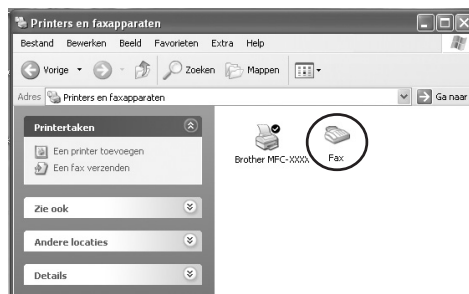 Printers en faxapparaten
Bestand Bewerken Beeld Favorieten Extra Help
Vorige Zoeken Mappen
Adres Printers en faxapparaten Ga naar
Printertaken
Een printer toevoegen
Een fax verzenden
Brother MFC-XXXX Fax
Zie ook
Andere locaties
Details